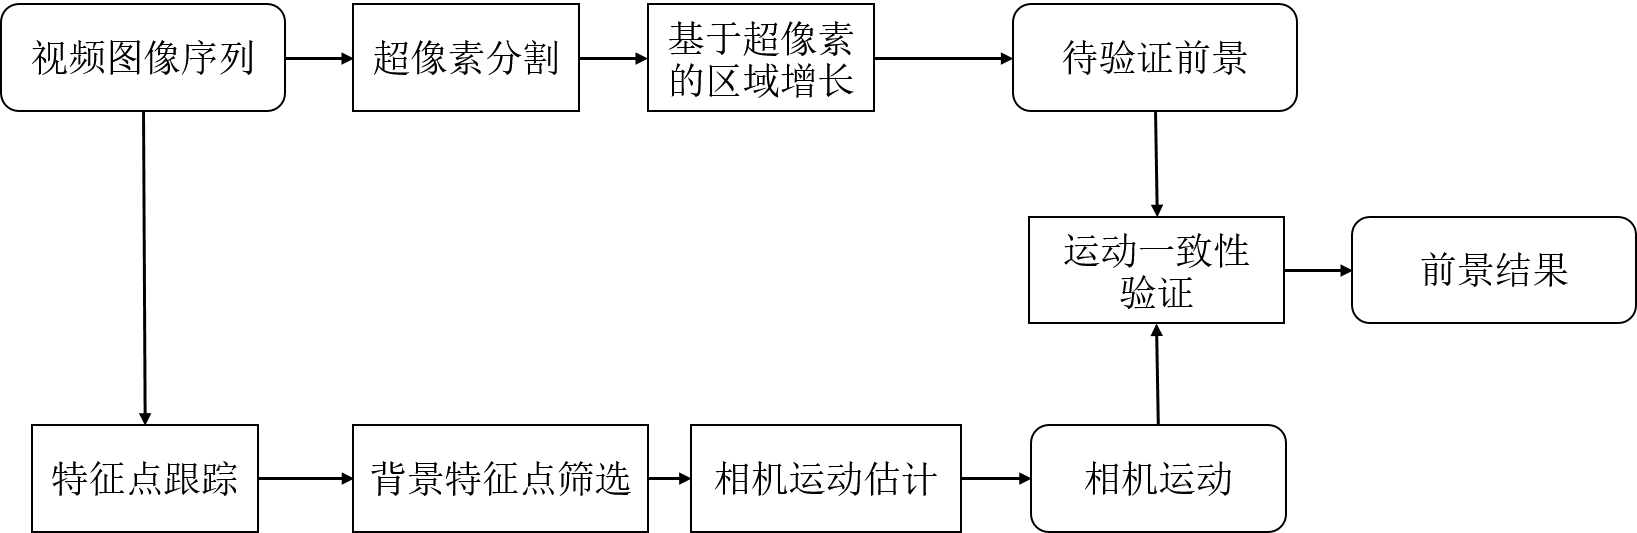 视频图像序列
超像素分割
基于超像素
的区域增长
待验证前景
运动一致性
验证
前景结果
特征点跟踪
背景特征点筛选
相机运动估计
相机运动